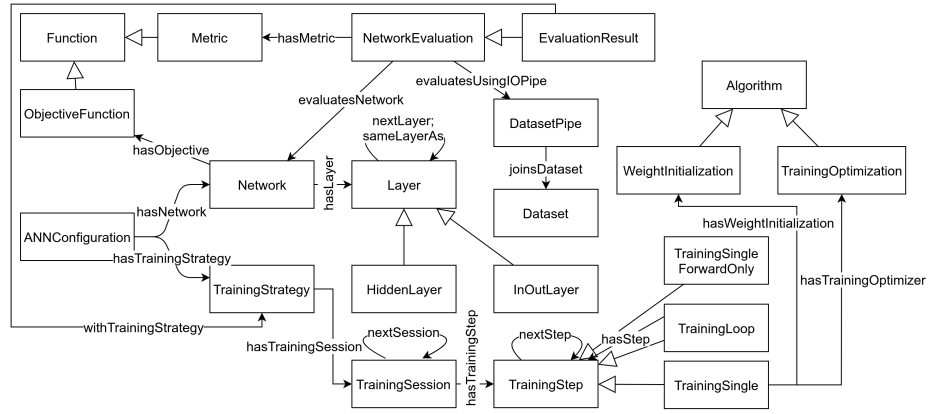 Function
Metric
hasMetric
NetworkEvaluation
EvaluationResult
evaluatesUsingIOPipe
Algorithm
ObjectiveFunction
evaluatesNetwork
nextLayer;
sameLayerAs
DatasetPipe
hasObjective
joinsDataset
Network
hasLayer
Layer
WeightInitialization
TrainingOptimization
hasNetwork
Dataset
ANNConfiguration
hasWeightInitialization
hasTrainingStrategy
TrainingSingle
ForwardOnly
TrainingStrategy
HiddenLayer
InOutLayer
hasTrainingOptimizer
withTrainingStrategy
nextSession
hasTrainingStep
nextStep
hasStep
TrainingLoop
hasTrainingSession
TrainingSession
TrainingStep
TrainingSingle